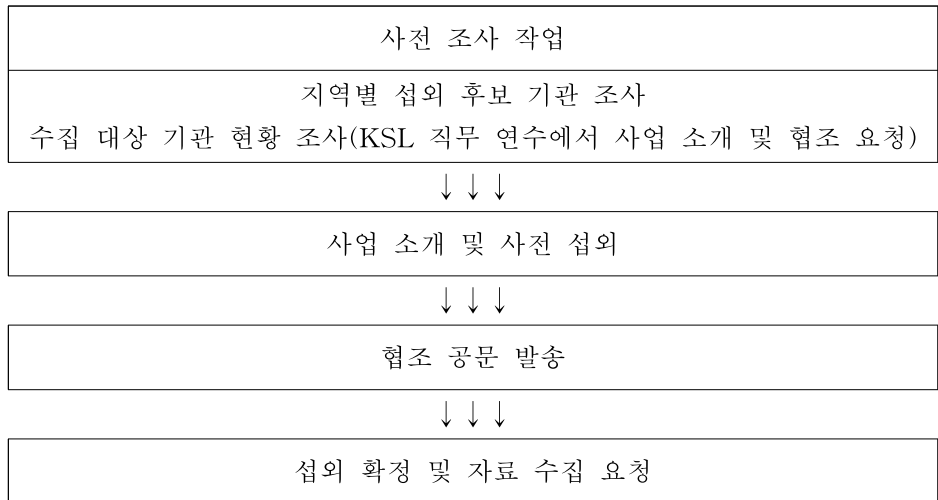 사전 조사 작업
지역별 섭외 후보 기관 조사
수집 대상 기관 현황 조사(KSL 직무 연수에서 사업 소개 및 협조 요청)
↓↓↓
사업 소개 및 사전 섭외
↓↓↓
협조 공문 발송
↓↓↓
섭외 확정 및 자료 수집 요청